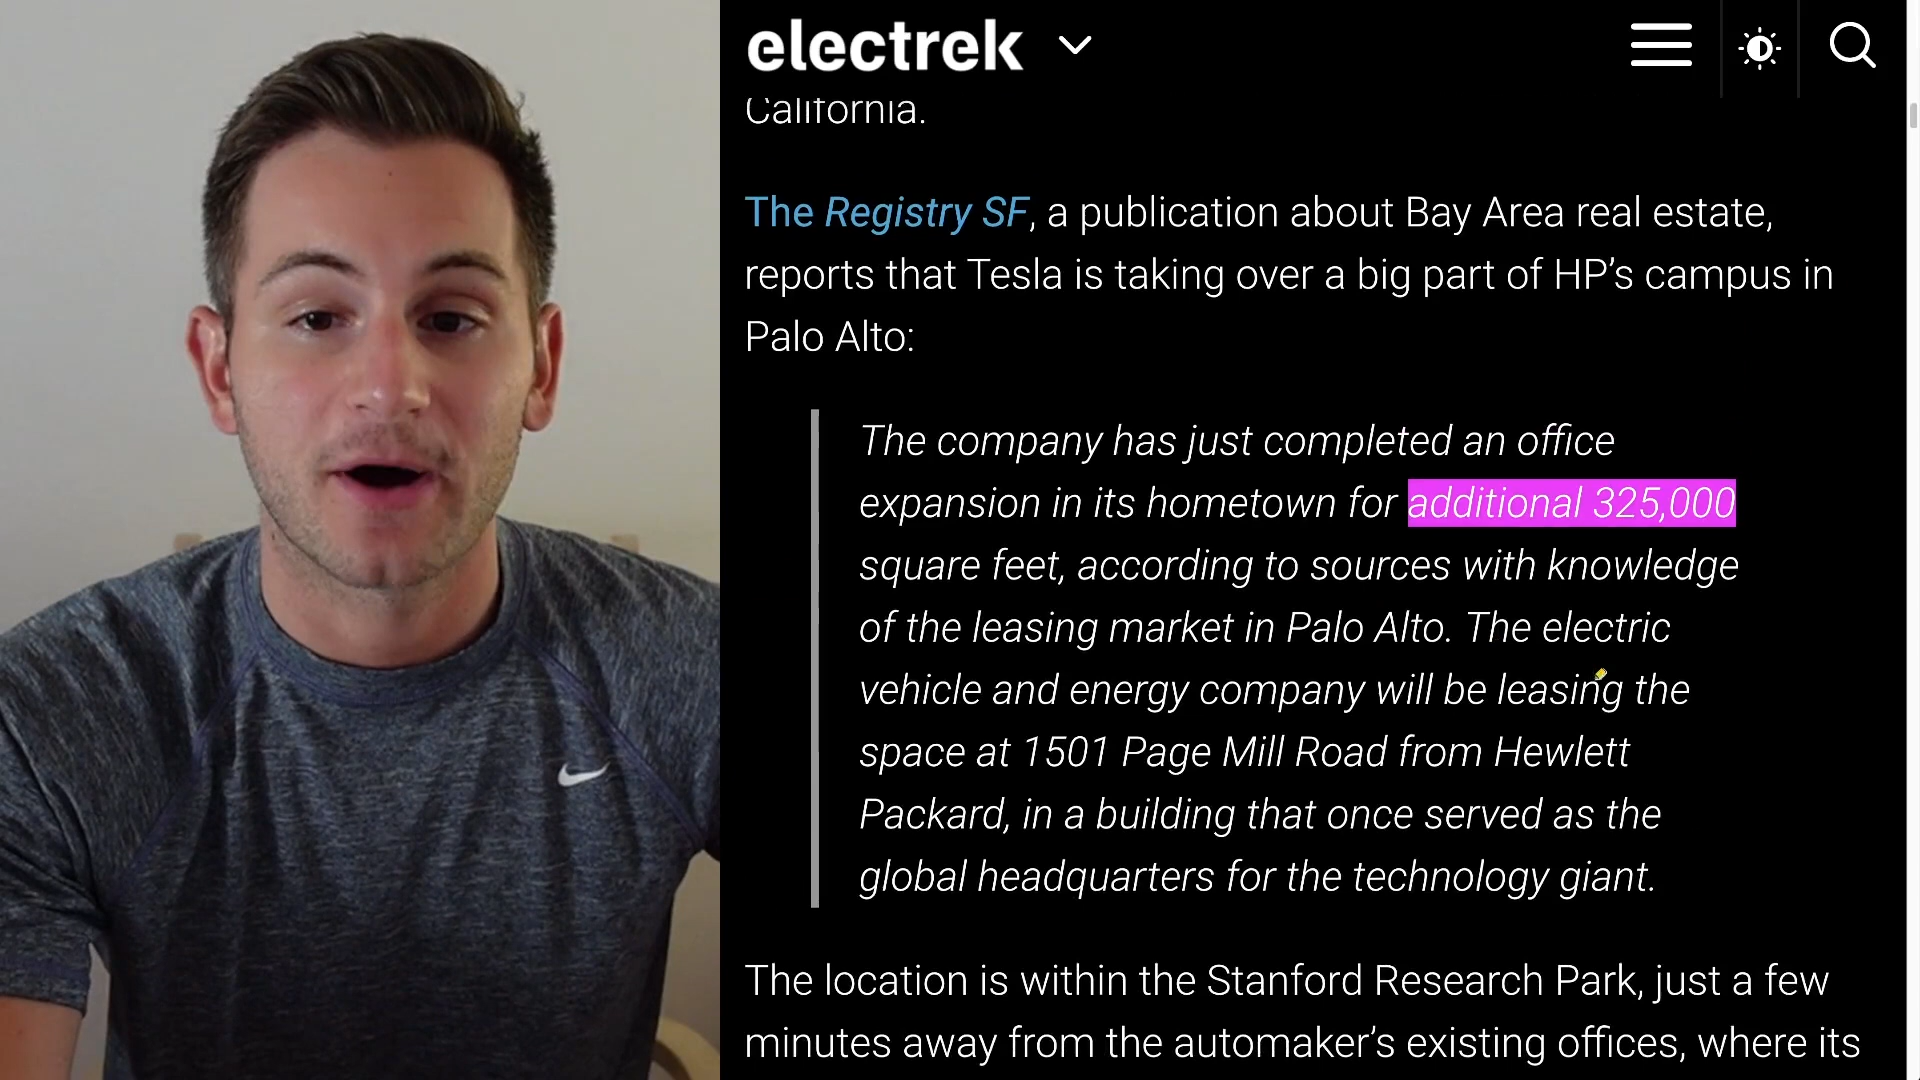 electrek
California.
The Registry SF, a publication about Bay Area real estate,
reports that Tesla is taking over a big part of HP’s campus in
Palo Alto:
The company has just completed an office
expansion in its hometown for additional 325,000
square feet, according to sources with knowledge
of the leasing market in Palo Alto. The electric
vehicle and energy company will be leasing the
space at 1501 Page Mill Road from Hewlett
Packard, in a building that once served as the
global headquarters for the technology giant.
The location is within the Stanford Research Park, just a few
minutes away from the automaker’s existing offices, where its